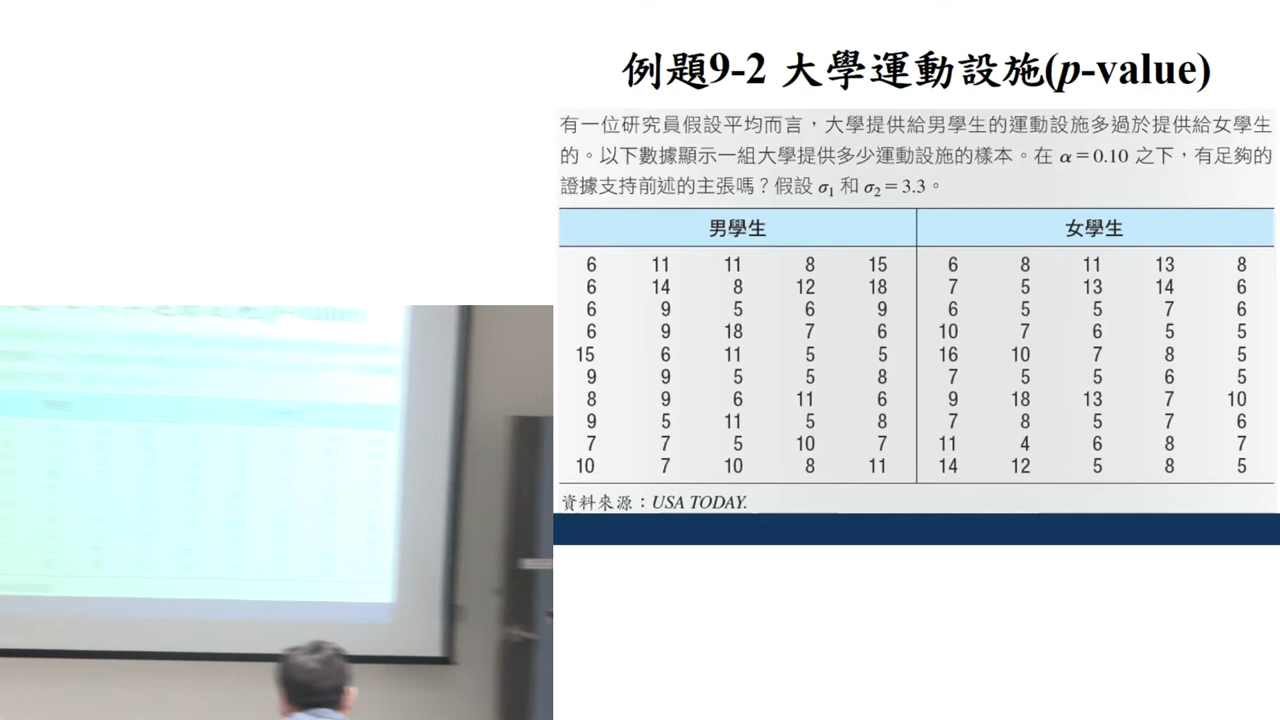 例題9-2 大學運動設施(p-value)
有一位研究員假設平均而言，大學提供給男學生的運動設施多過於提供給女學生
的。以下數據顯示一組大學提供多少運動設施的樣本。在 α = 0.10 之下，有足夠的
證據支持前述的主張嗎？假設 σ1 和 σ2 = 3.3。
男學生 女學生
6 11 11 8 15 6 8 11 13 8
6 14 8 12 18 7 5 13 14 6
6 9 5 6 9 6 5 5 7 6
6 9 18 7 6 10 7 6 5 5
15 6 11 5 5 16 10 7 8 5
9 9 5 5 8 7 5 5 6 5
8 9 6 11 6 9 18 13 7 10
9 5 11 5 8 7 8 5 7 6
7 7 5 10 7 11 4 6 8 7
10 7 10 8 11 14 12 5 8 5
資料來源：USA TODAY.